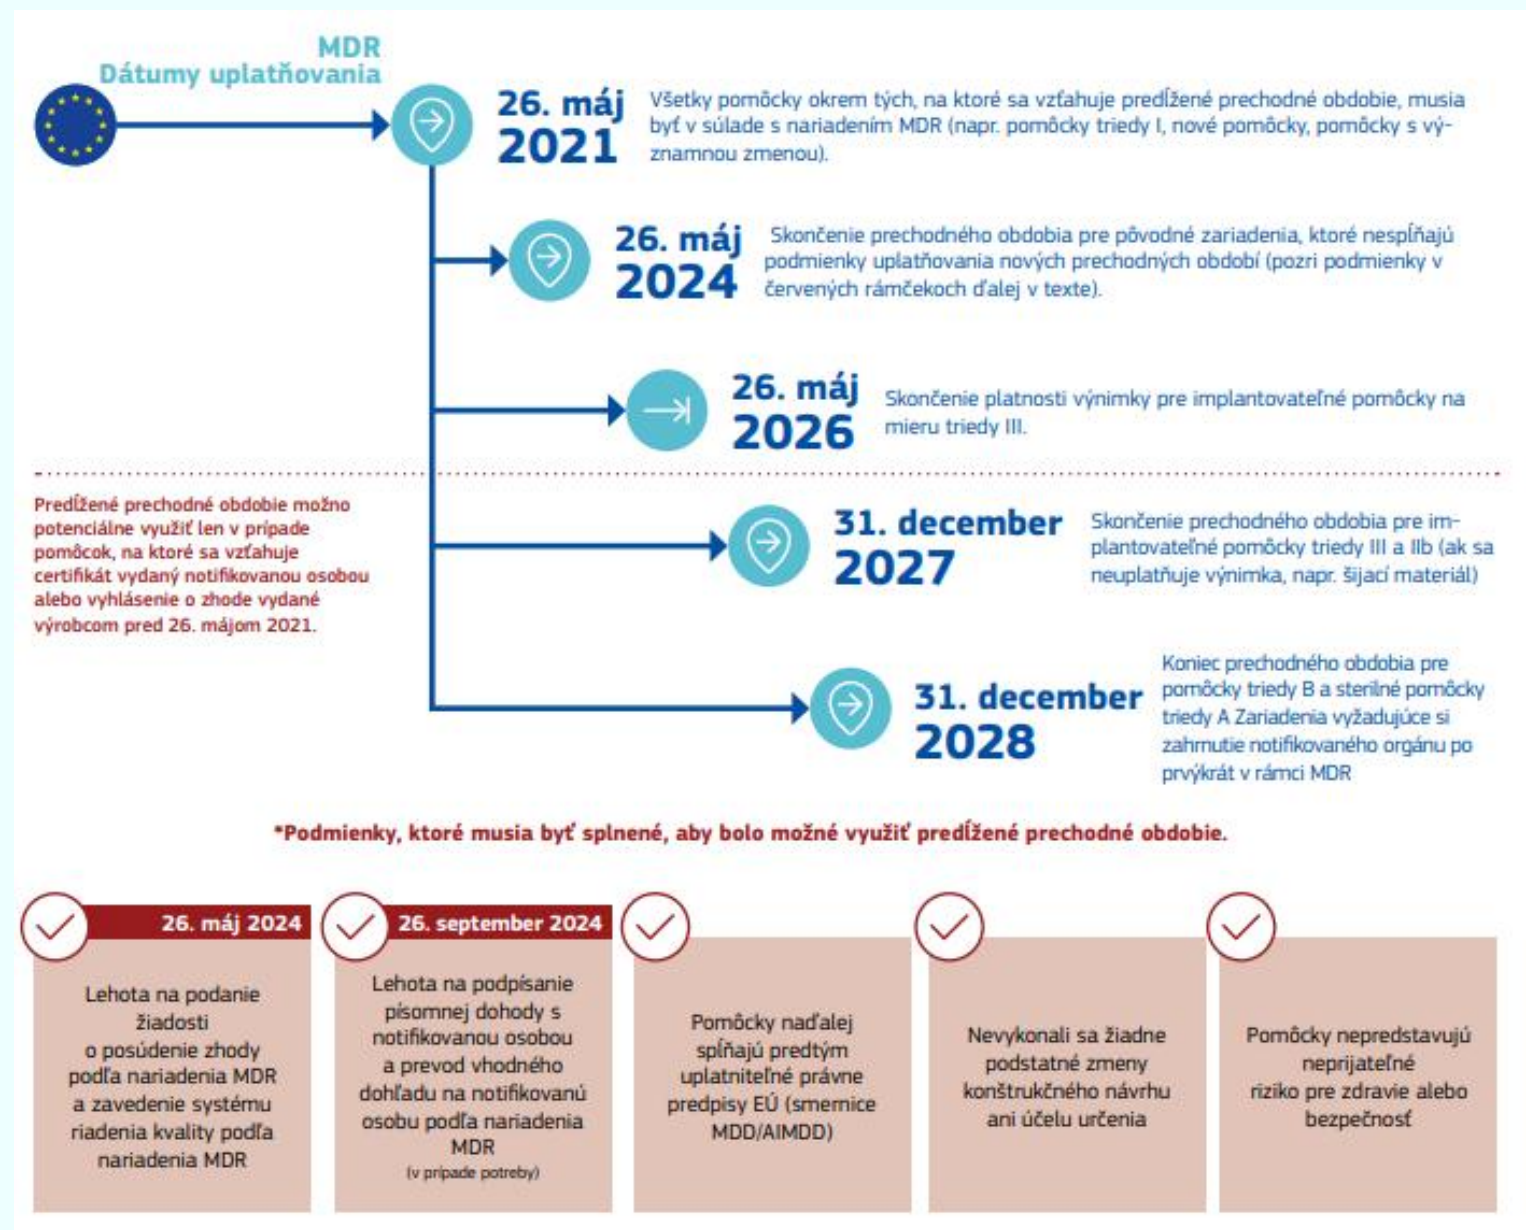 MDR
Dátumy uplatňovania
26. máj
2021
Všetky pomôcky okrem tých, na ktoré sa vzťahuje predĺžené prechodné obdobie, musia
byť v súlade s nariadením MDR (napr. pomôcky triedy I, nové pomôcky, pomôcky s vý-
znamnou zmenou).
26. máj
2024
Skončenie prechodného obdobia pre pôvodné zariadenia, ktoré nespĺňajú
podmienky uplatňovania nových prechodných období (pozri podmienky v
červených rámčekoch ďalej v texte).
26. máj
2026
Skončenie platnosti výnimky pre implantovateľné pomôcky na
mieru triedy III.
Predĺžené prechodné obdobie možno
potenciálne využiť len v prípade
pomôcok, na ktoré sa vzťahuje
certifikát vydaný notifikovanou osobou
alebo vyhlásenie o zhode vydané
výrobcom pred 26. májom 2021.
31. december
2027
Skončenie prechodného obdobia pre im-
plantovateľné pomôcky triedy III a IIb (ak sa
neuplatňuje výnimka, napr. šijací materiál)
31. december
2028
Koniec prechodného obdobia pre
pomôcky triedy B a sterilné pomôcky
triedy A Zariadenia vyžadujúce si
zahrnutie notifikovaného orgánu po
prvýkrát v rámci MDR
*Podmienky, ktoré musia byť splnené, aby bolo možné využiť predĺžené prechodné obdobie.
26. máj 2024
Lehota na podanie
žiadosti
o posúdenie zhody
podľa nariadenia MDR
a zavedenie systému
riadenia kvality podľa
nariadenia MDR
26. september 2024
Lehota na podpísanie
písomnej dohody s
notifikovanou osobou
a prevod vhodného
dohľadu na notifikovanú
osobu podľa nariadenia
MDR
(v prípade potreby)
Pomôcky naďalej
spĺňajú predtým
uplatniteľné právne
predpisy EÚ (smernice
MDD/AIMDD)
Nevykonali sa žiadne
podstatné zmeny
konštrukčného návrhu
ani účelu určenia
Pomôcky nepredstavujú
neprijateľné
riziko pre zdravie alebo
bezpečnosť